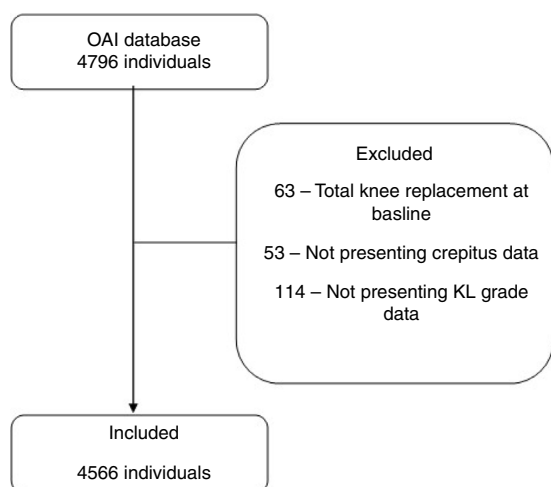 OAI database
4796 individuals
Excluded
63 – Total knee replacement at
basline
53 – Not presenting crepitus data
114 – Not presenting KL grade
data
Included
4566 individuals